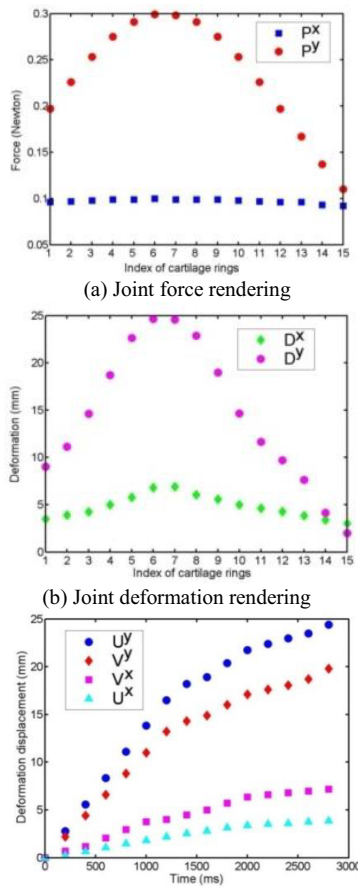 0.3
0.25
0.2
0.15
0.1
0.05
Force (Newton)
P^x
P^y
1 2 3 4 5 6 7 8 9 10 11 12 13 14 15
Index of cartilage rings
(a) Joint force rendering
25
20
15
10
5
0
Deformation (mm)
D^x
D^y
1 2 3 4 5 6 7 8 9 10 11 12 13 14 15
Index of cartilage rings
(b) Joint deformation rendering
25
20
15
10
5
0
Deformation displacement (mm)
U^y
V^y
V^x
U^x
0 500 1000 1500 2000 2500 3000
Time (ms)